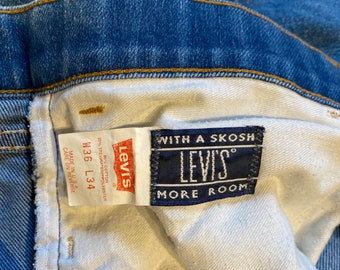 WITH A SKOSH
LEVI'S
MORE ROOM
Levi's
W36 L34